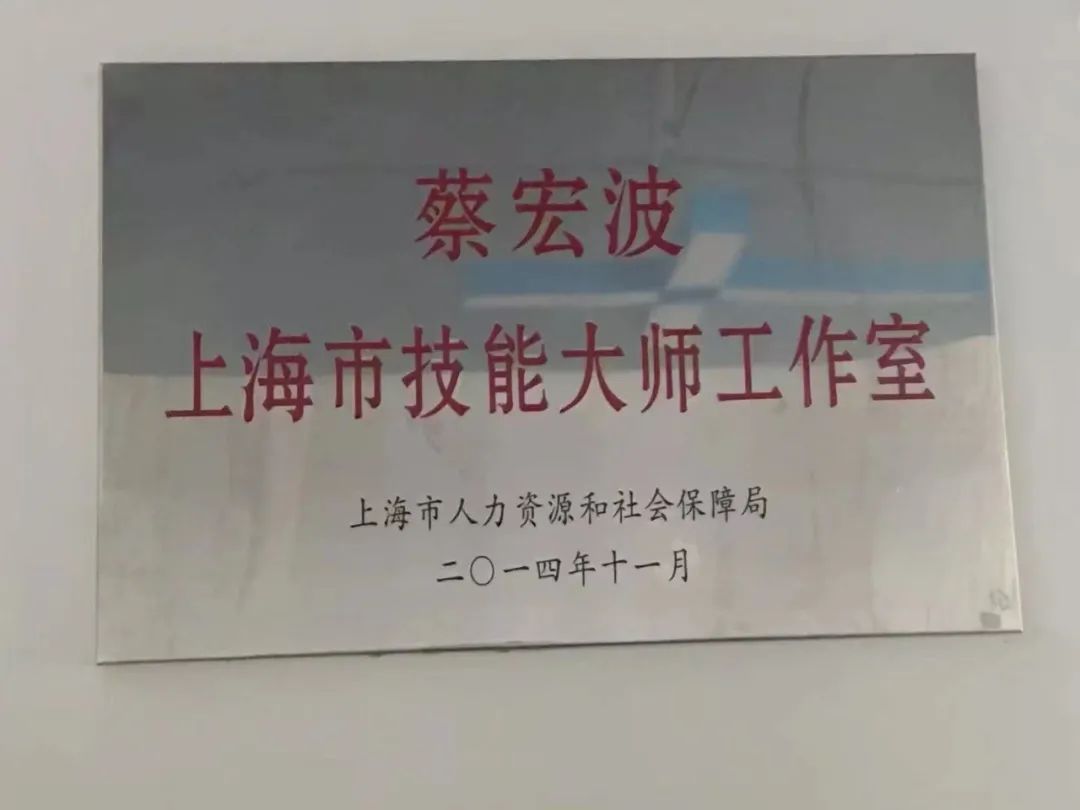 蔡宏波
上海市技能大师工作室
上海市人力资源和社会保障局
二〇一四年十一月